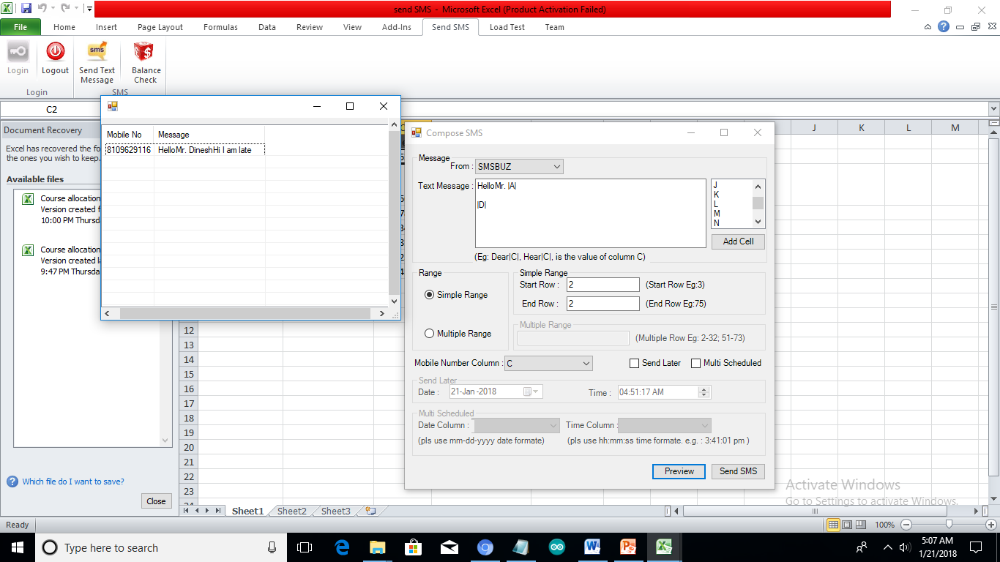 send SMS - Microsoft Excel (Product Activation Failed)
File Home Insert Page Layout Formulas Data Review View Add-Ins Send SMS Load Test Team
Login Logout Send Text Message Balance Check
Login SMS
C2
Document Recovery
Excel has recovered the fo
the ones you wish to keep.
Available files
Course allocation
Version created f
10:00 PM Thursd
Course allocation
Version created la
9:47 PM Thursda
Which file do I want to save?
Close
Mobile No Message
8109629116 HelloMr. DineshHi I am late
Compose SMS
Message
From : SMSBUZ
Text Message : HelloMr. |A|
|D|
J
K
L
M
N
Add Cell
(Eg: Dear|C|, Hear|C|, is the value of column C)
Range
Simple Range
Multiple Range
Simple Range
Start Row : 2 (Start Row Eg:3)
End Row : 2 (End Row Eg:75)
Multiple Range
(Multiple Row Eg: 2-32; 51-73)
Mobile Number Column : C Send Later Multi Scheduled
Send Later
Date : 21-Jan -2018 Time : 04:51:17 AM
Multi Scheduled
Date Column : Time Column :
(pls use mm-dd-yyyy date formate) (pls use hh:mm:ss time formate. e.g. : 3:41:01 pm )
Preview Send SMS
J K L M
12
13
14
15
16
17
18
19
20
21
22
23
Activate Windows
Go to Settings to activate Windows.
Sheet1 Sheet2 Sheet3
Ready 100%
Type here to search
5:07 AM
1/21/2018